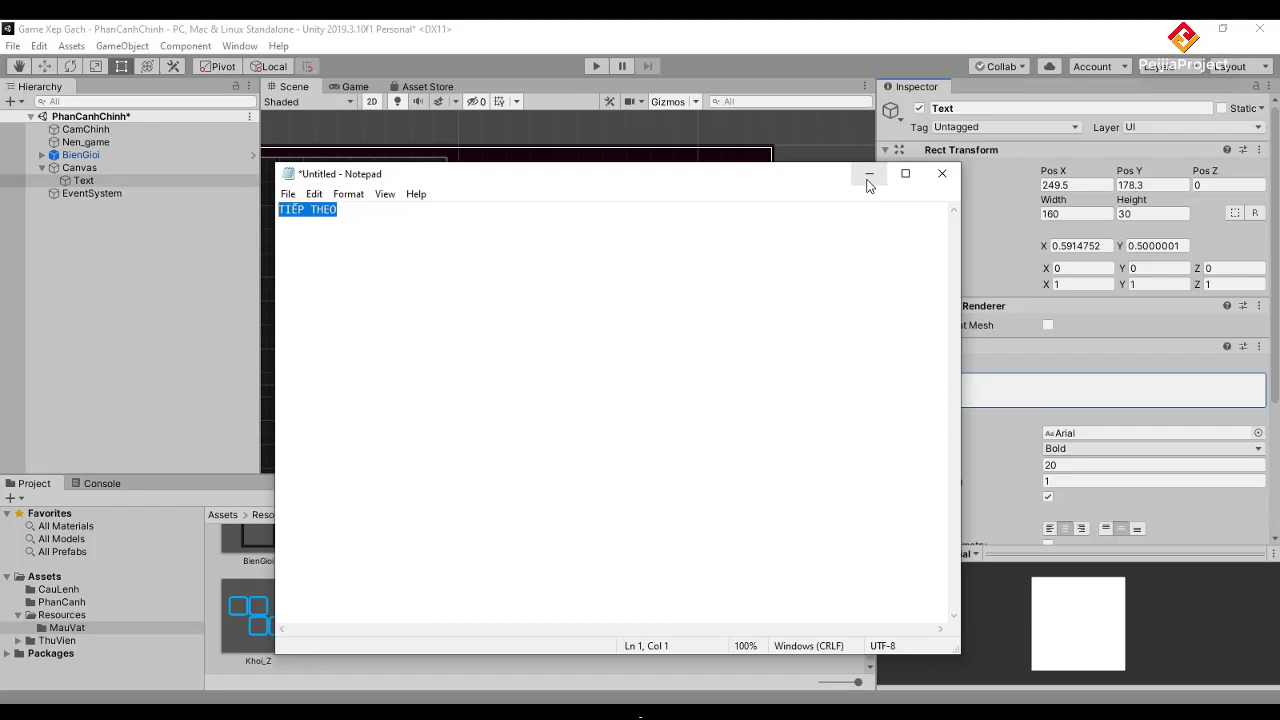 Game Xep Gach - PhanCanhChinh - PC, Mac & Linux Standalone - Unity 2019.3.10f1 Personal* <DX11>
File Edit Assets GameObject Component Window Help
Pivot Local Collab Account Layout
ReijiaProject
Hierarchy
All
PhanCanhChinh*
CamChinh
Nen_game
BienGioi
Canvas
Text
EventSystem
Scene Game Asset Store
Shaded 2D 0 Gizmos All
*Untitled - Notepad
File Edit Format View Help
TIẾP THEO
Ln 1, Col 1 100% Windows (CRLF) UTF-8
Inspector
Text Static
Tag Untagged Layer UI
Rect Transform
Pos X Pos Y Pos Z
249.5 178.3 0
Width Height
160 30 R
X 0.5914752 Y 0.5000001
X 0 Y 0 Z 0
X 1 Y 1 Z 1
Renderer
nt Mesh
Arial
Bold
20
1
Project Console
Favorites
All Materials
All Models
All Prefabs
Assets
CauLenh
PhanCanh
Resources
MauVat
ThuVien
Packages
Assets > Reso
BienGioi
Khoi_Z